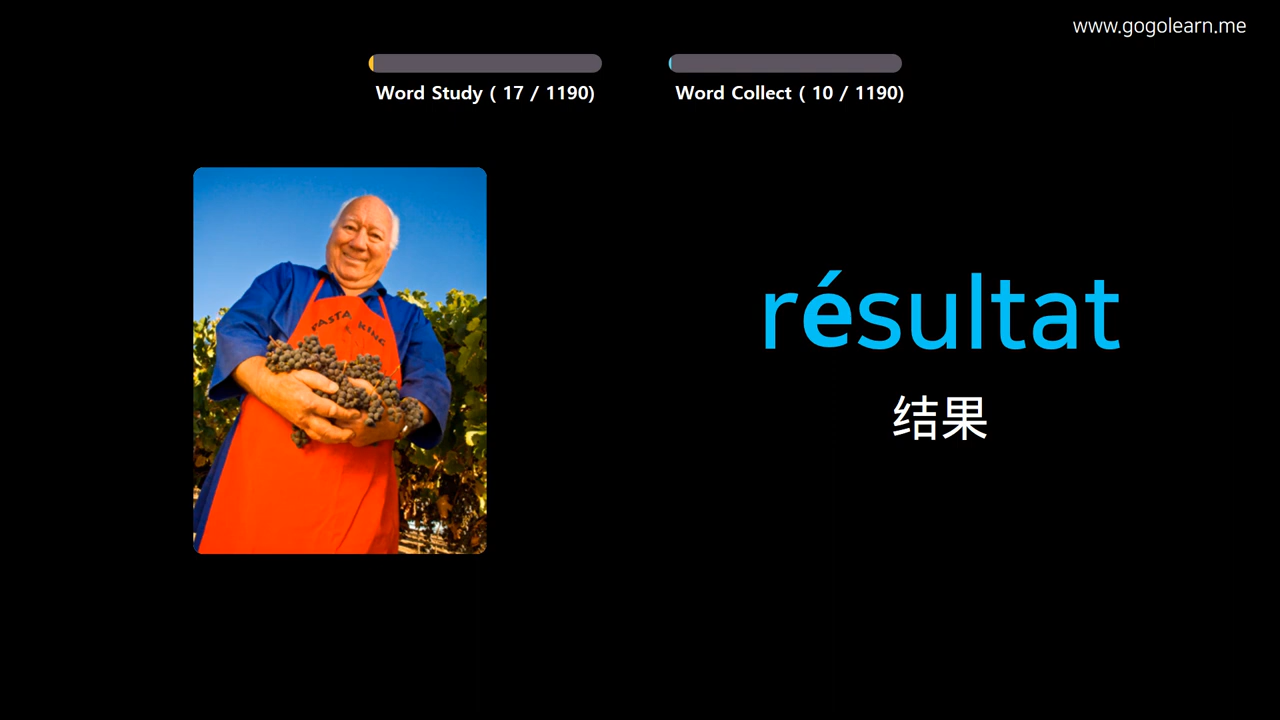 www.gogolearn.me
Word Study ( 17 / 1190)
Word Collect ( 10 / 1190)
PASTA KING
résultat
结果